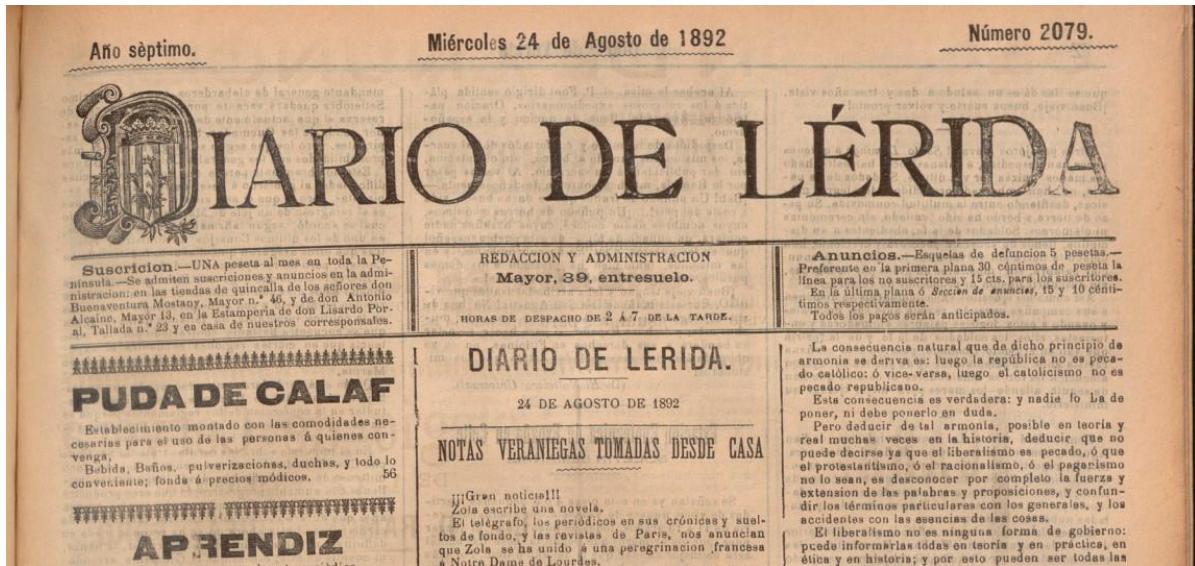 Año sèptimo.
Miércoles 24 de Agosto de 1892
Número 2079.
DIARIO DE LÉRIDA
Suscricion.—UNA peseta al mes en toda la Pe-
nínsula.—Se admiten suscriciones y anuncios en la admi-
nistracion: en las tiendas de quincalla de los señores don
Buenaventura Mostany, Mayor n.º 46, y de don Antonio
Alcaine, Mayor 13, en la Estamperia de don Lisardo Por-
al, Tallada n.º 23 y en casa de nuestros corresponsales.
REDACCION Y ADMINISTRACION
Mayor, 39, entresuelo.
HORAS DE DESPACHO DE 2 Á 7 DE LA TARDE.
Anuncios.—Esquelas de defuncion 5 pesetas.—
Preferente en la primera plana 30 céntimos de peseta la
línea para los no suscritores y 15 cts. para los suscritores.
En la última plana ó Sección de anuncios, 15 y 10 cénti-
timos respectivamente.
Todos los pagos serán anticipados.
PUDA DE CALAF
Establecimiento montado con las comodidades ne-
cesarias para el uso de las personas á quienes con-
venga.
Bebida, Baños, pulverizaciones, duchas, y todo lo
conveniente; fonda á precios módicos. 56
APRENDIZ
DIARIO DE LERIDA.
24 DE AGOSTO DE 1892
NOTAS VERANIEGAS TOMADAS DESDE CASA
¡¡¡Gran noticia!!!
Zola escribe una novela.
El telégrafo, los periódicos en sus crónicas y suel-
tos de fondo, y las revistas de Paris, nos anuncian
que Zola se ha unido á una peregrinacion francesa
á Notre Dame de Lourdes.
La consecuencia natural que de dicho principio de
armonia se deriva es: luego la república no es peca-
do católico: ó vice-versa, luego el catolicismo no es
pecado republicano.
Esta consecuencia es verdadera: y nadie lo ha de
poner, ni debe ponerlo en duda.
Pero deducir de tal armonía, posible en teoría y
real muchas veces en la historia, deducir que no
puede decirse ya que el liberalismo es pecado, ó que
el protestantismo, ó el racionalismo, ó el paganismo
no lo sean, es desconocer por completo la fuerza y
extension de las palabras y proposiciones, y confun-
dir los términos particulares con los generales, y los
accidentes con las esencias de las cosas.
El liberalismo no es ninguna forma de gobierno:
puede informarlas todas en teoría y en práctica, en
ética y en historia; y por esto pueden ser todas las